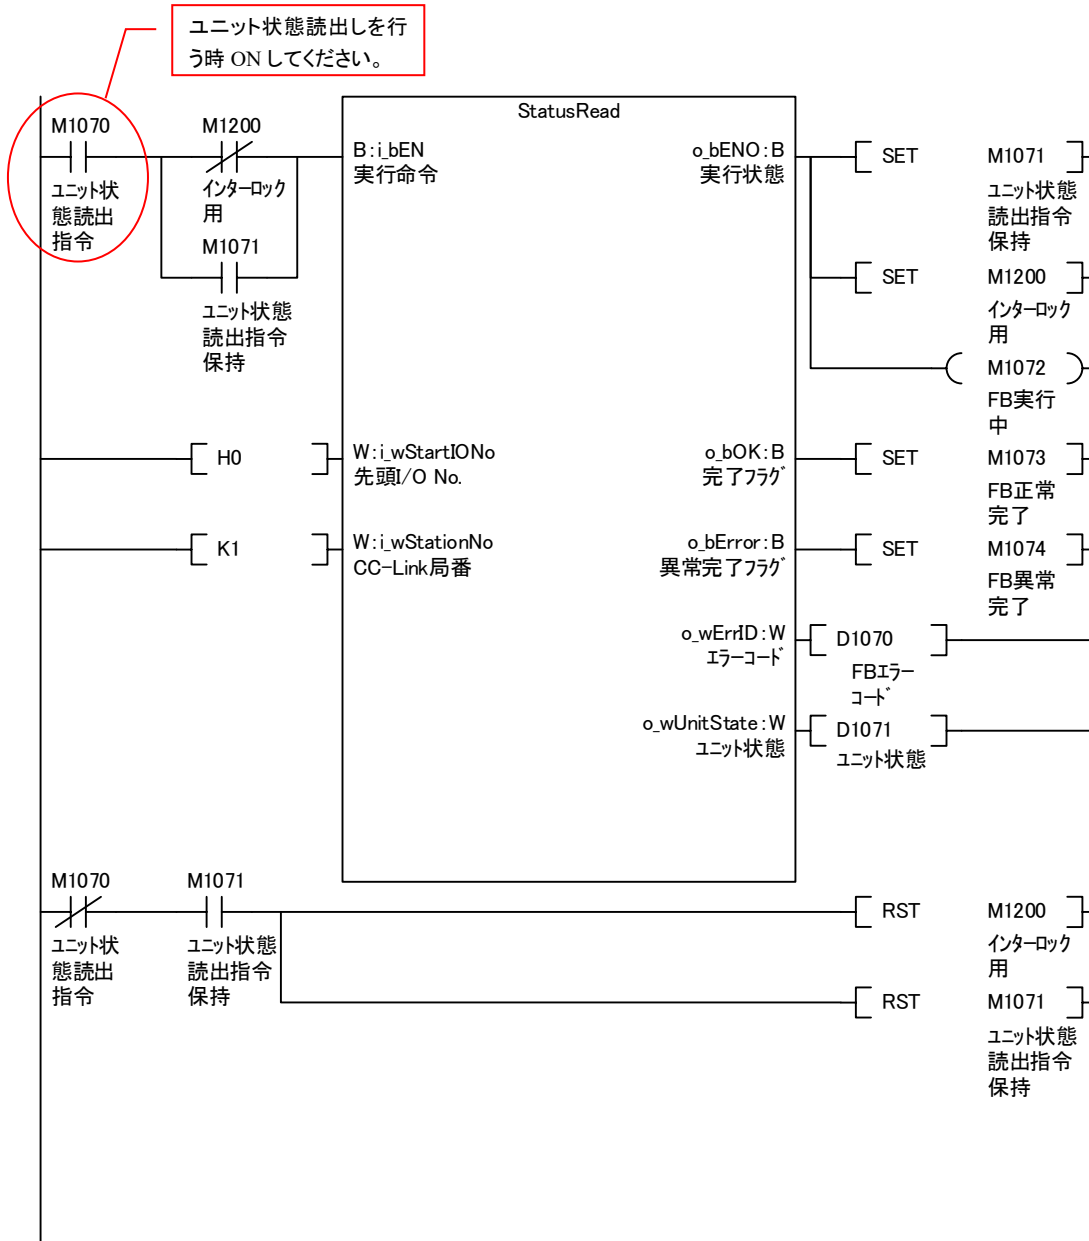 ユニット状態読出しを行
う時 ON してください。
StatusRead
M1070
ユニット状
態読出
指令
M1200
インターロック
用
M1071
ユニット状態
読出指令
保持
B:i_bEN
実行命令
o_bENO:B
実行状態
SET M1071
ユニット状態
読出指令
保持
SET M1200
インターロック
用
M1072
FB実行
中
H0
W:i_wStartIONo
先頭I/O No.
o_bOK:B
完了フラグ
SET M1073
FB正常
完了
K1
W:i_wStationNo
CC-Link局番
o_bError:B
異常完了フラグ
SET M1074
FB異常
完了
o_wErrID:W
エラーコード
D1070
FBエラー
コード
o_wUnitState:W
ユニット状態
D1071
ユニット状態
M1070
ユニット状
態読出
指令
M1071
ユニット状態
読出指令
保持
RST M1200
インターロック
用
RST M1071
ユニット状態
読出指令
保持